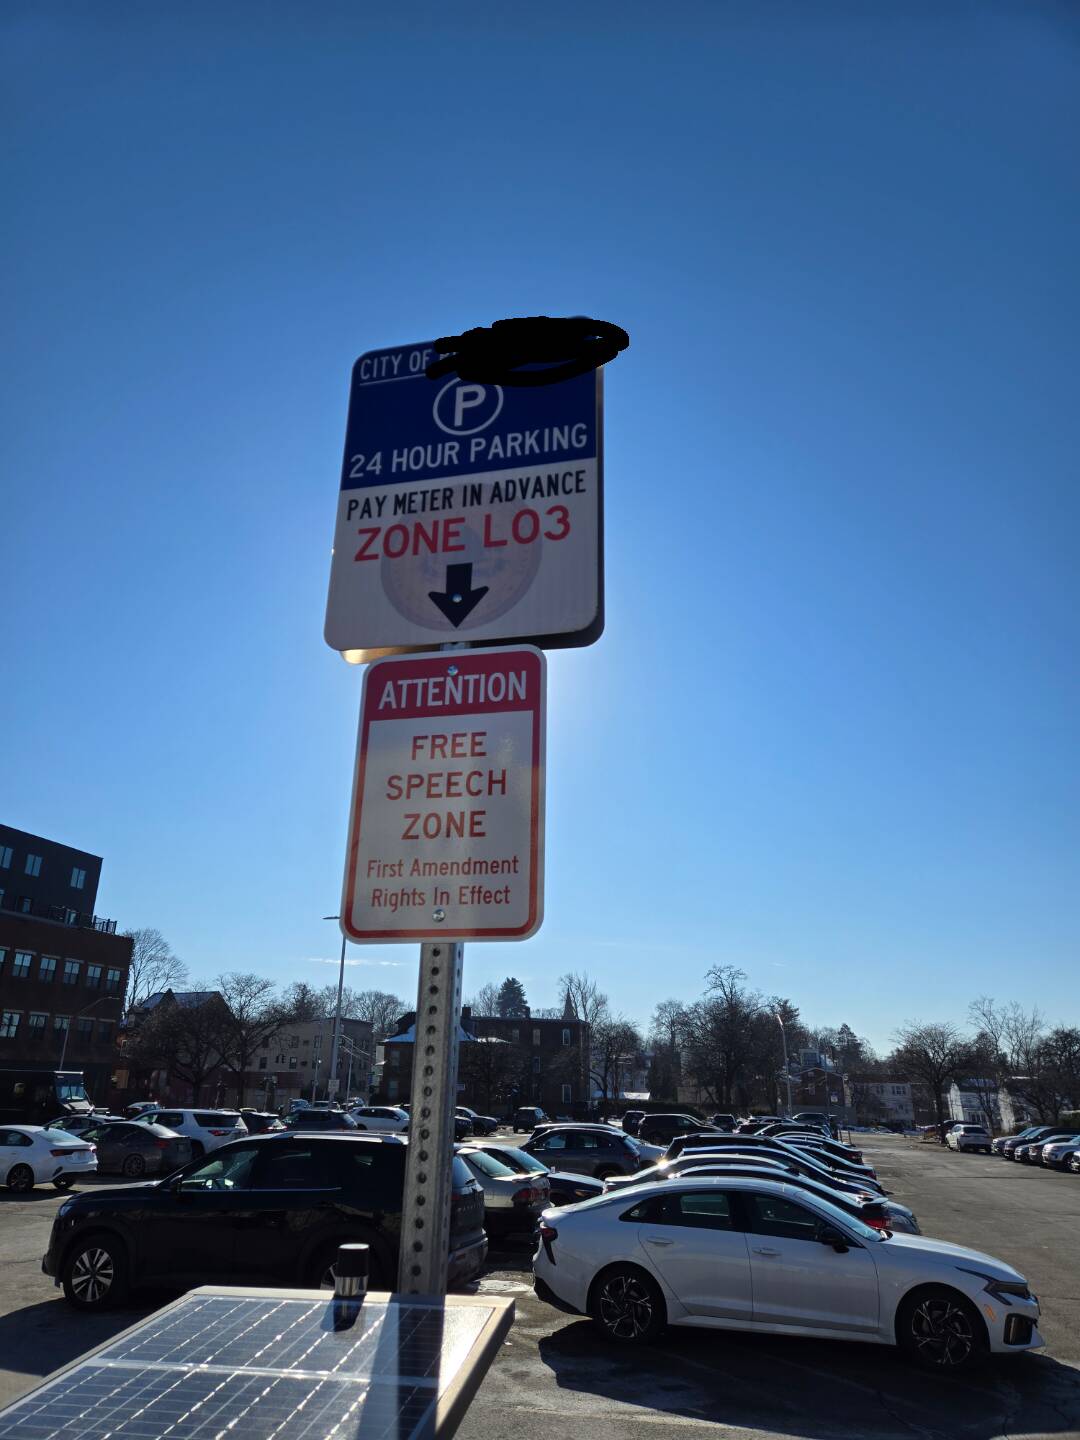 CITY OF
P
24 HOUR PARKING
PAY METER IN ADVANCE
ZONE L03
ATTENTION
FREE
SPEECH
ZONE
First Amendment
Rights In Effect